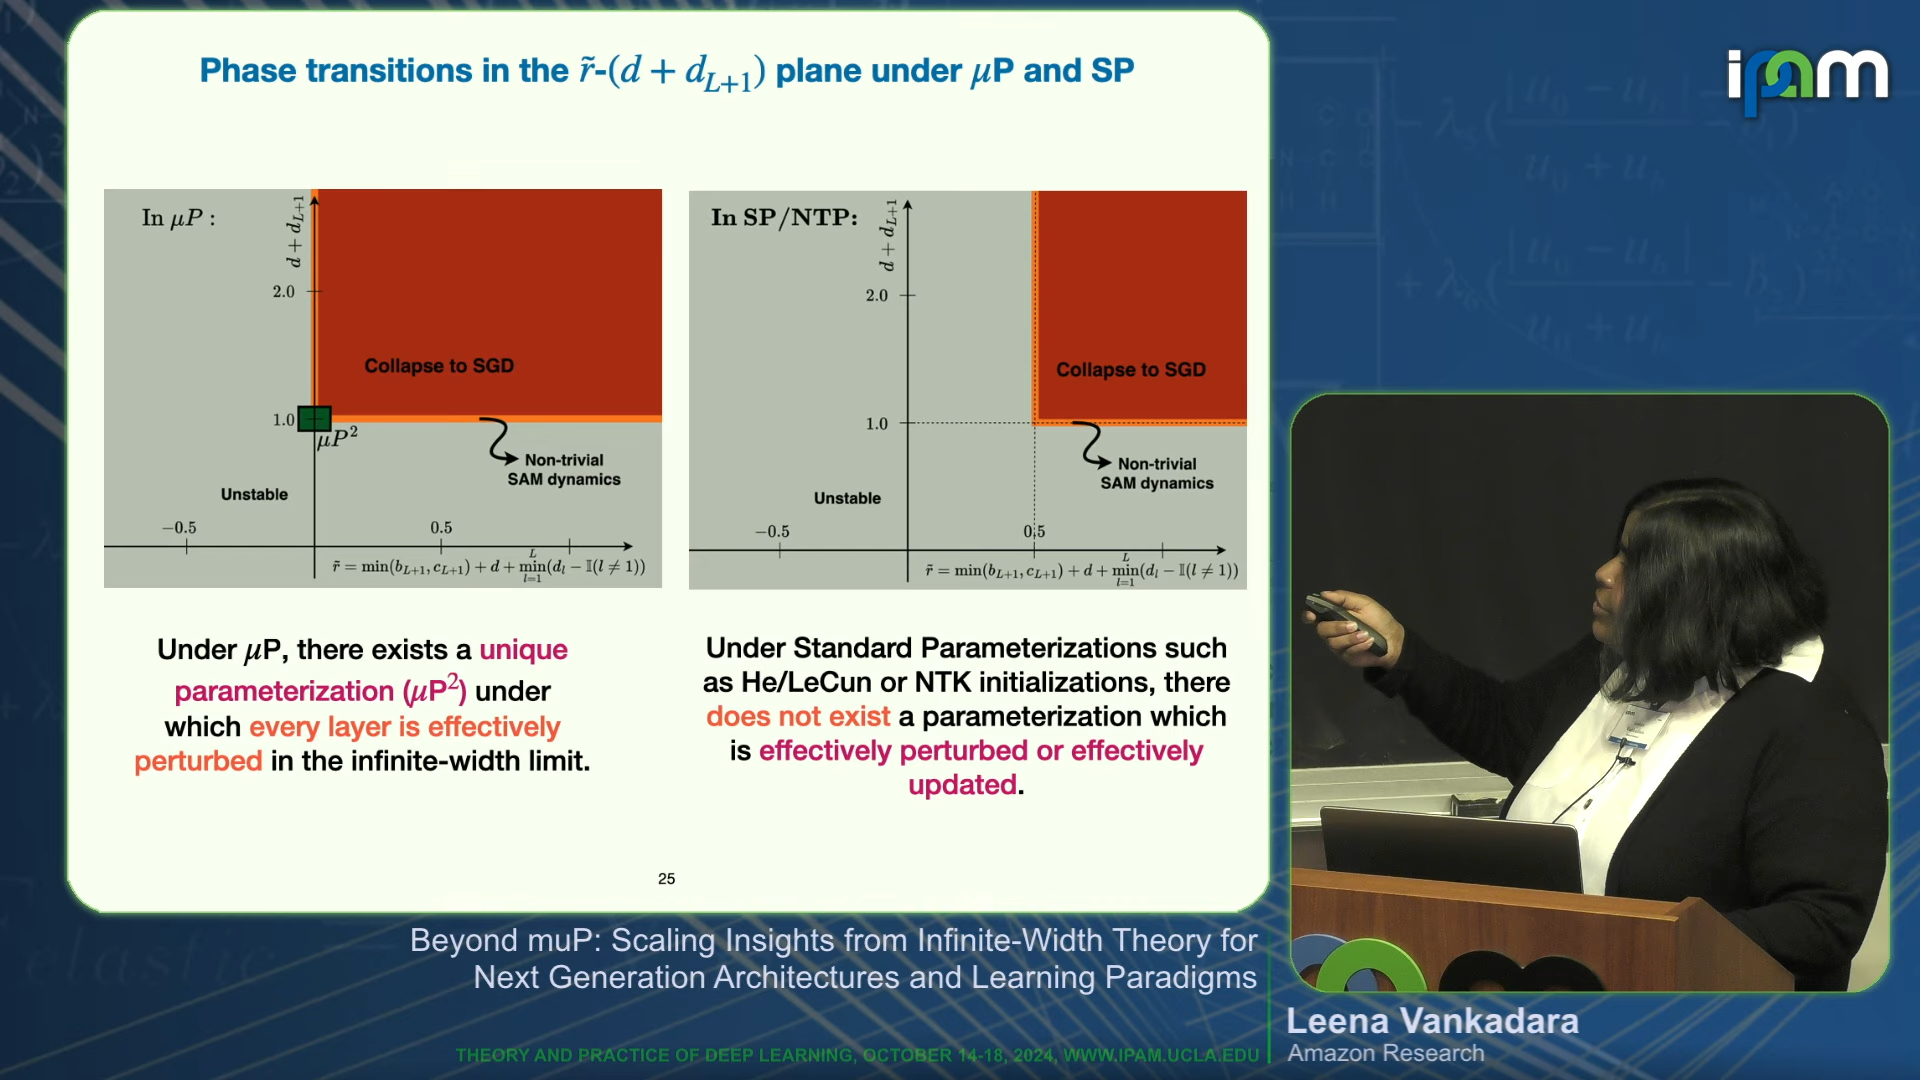 Phase transitions in the r̃-(d + d_{L+1}) plane under μP and SP
ipam
In μP :
d + d_{L+1}
2.0
Collapse to SGD
1.0
μP²
Non-trivial
SAM dynamics
Unstable
−0.5
0.5
r̃ = min(b_{L+1}, c_{L+1}) + d + min_{l=1}^{L}(d_l − 𝕀(l ≠ 1))
In SP/NTP:
d + d_{L+1}
2.0
Collapse to SGD
1.0
Non-trivial
SAM dynamics
Unstable
−0.5
0.5
r̃ = min(b_{L+1}, c_{L+1}) + d + min_{l=1}^{L}(d_l − 𝕀(l ≠ 1))
Under μP, there exists a unique
parameterization (μP²) under
which every layer is effectively
perturbed in the infinite-width limit.
Under Standard Parameterizations such
as He/LeCun or NTK initializations, there
does not exist a parameterization which
is effectively perturbed or effectively
updated.
25
Beyond muP: Scaling Insights from Infinite-Width Theory for
Next Generation Architectures and Learning Paradigms
THEORY AND PRACTICE OF DEEP LEARNING, OCTOBER 14-18, 2024, WWW.IPAM.UCLA.EDU
Leena Vankadara
Amazon Research